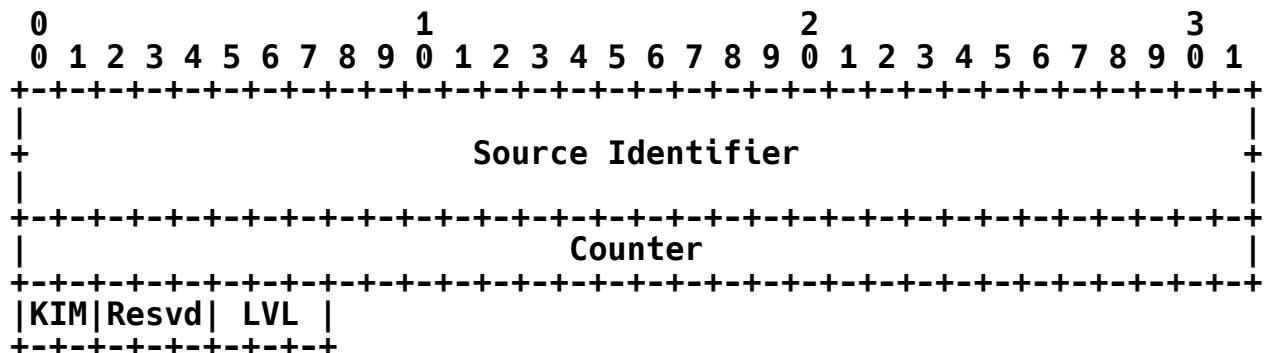 0                   1                   2                   3
 0 1 2 3 4 5 6 7 8 9 0 1 2 3 4 5 6 7 8 9 0 1 2 3 4 5 6 7 8 9 0 1
+-+-+-+-+-+-+-+-+-+-+-+-+-+-+-+-+-+-+-+-+-+-+-+-+-+-+-+-+-+-+-+-+
|                                                               |
+                       Source Identifier                       +
|                                                               |
+-+-+-+-+-+-+-+-+-+-+-+-+-+-+-+-+-+-+-+-+-+-+-+-+-+-+-+-+-+-+-+-+
|                            Counter                            |
+-+-+-+-+-+-+-+-+-+-+-+-+-+-+-+-+-+-+-+-+-+-+-+-+-+-+-+-+-+-+-+-+
|KIM|Resvd| LVL |
+-+-+-+-+-+-+-+-+